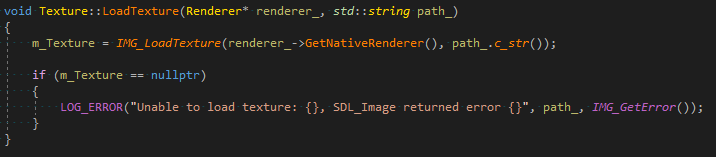 void Texture::LoadTexture(Renderer* renderer_, std::string path_)
{
m_Texture = IMG_LoadTexture(renderer_->GetNativeRenderer(), path_.c_str());
if (m_Texture == nullptr)
{
LOG_ERROR("Unable to load texture: {}, SDL_Image returned error {}", path_, IMG_GetError());
}
}